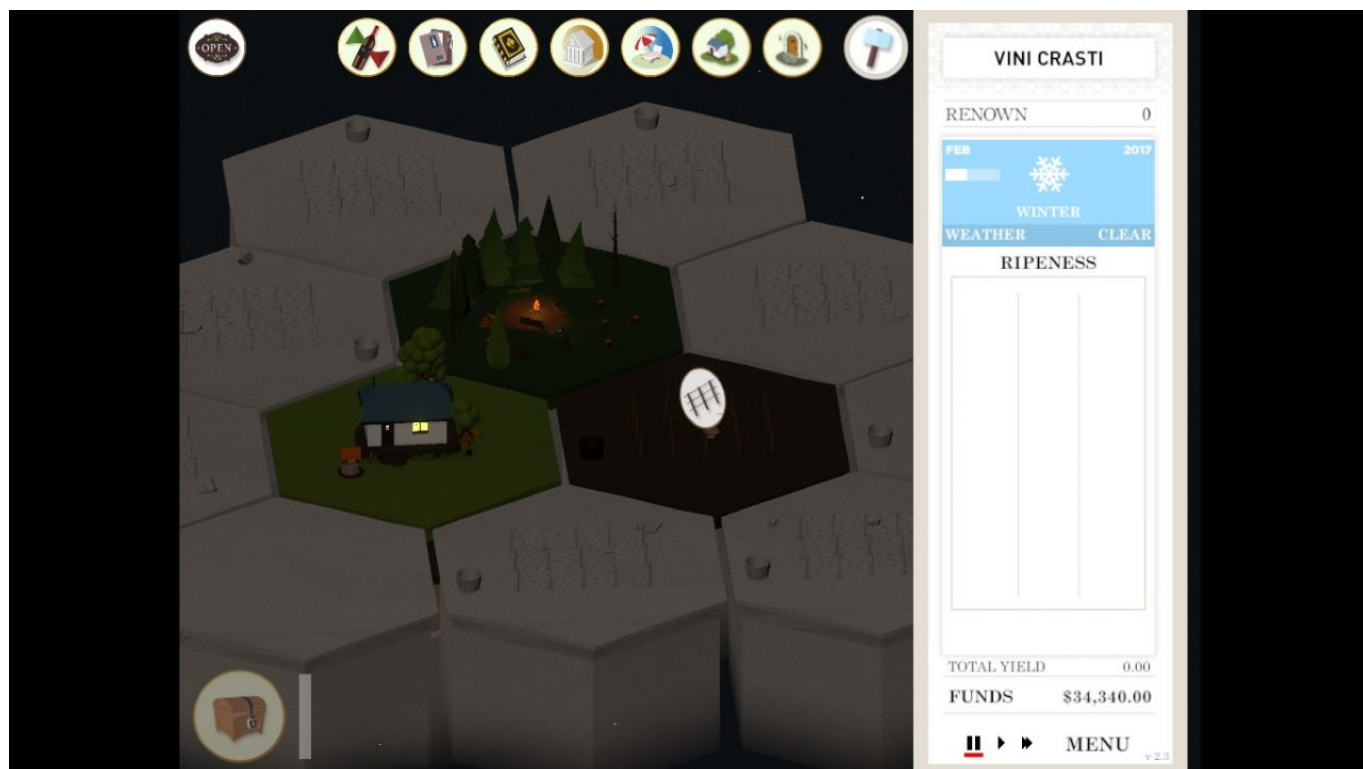 OPEN
VINI CRASTI
RENOWN 0
FEB 2017
WINTER
WEATHER CLEAR
RIPENESS
TOTAL YIELD 0.00
FUNDS $34,340.00
MENU
v 2.3